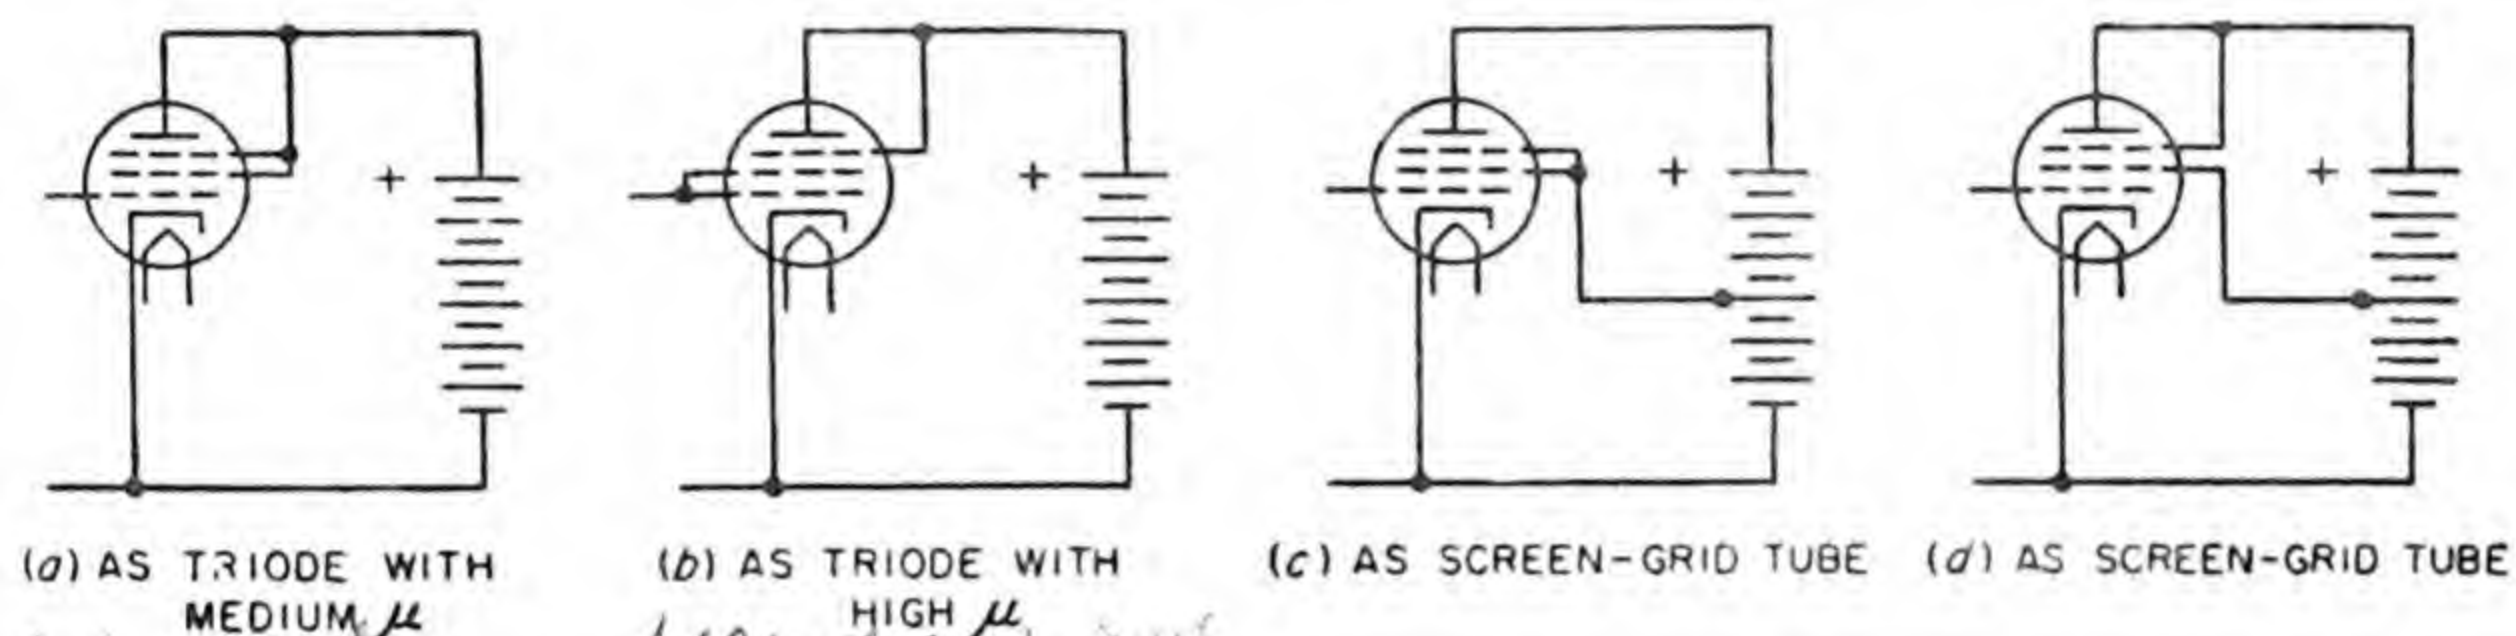 +
+
+
+
(a) AS TRIODE WITH
MEDIUM μ
(b) AS TRIODE WITH
HIGH μ
(c) AS SCREEN-GRID TUBE
(d) AS SCREEN-GRID TUBE